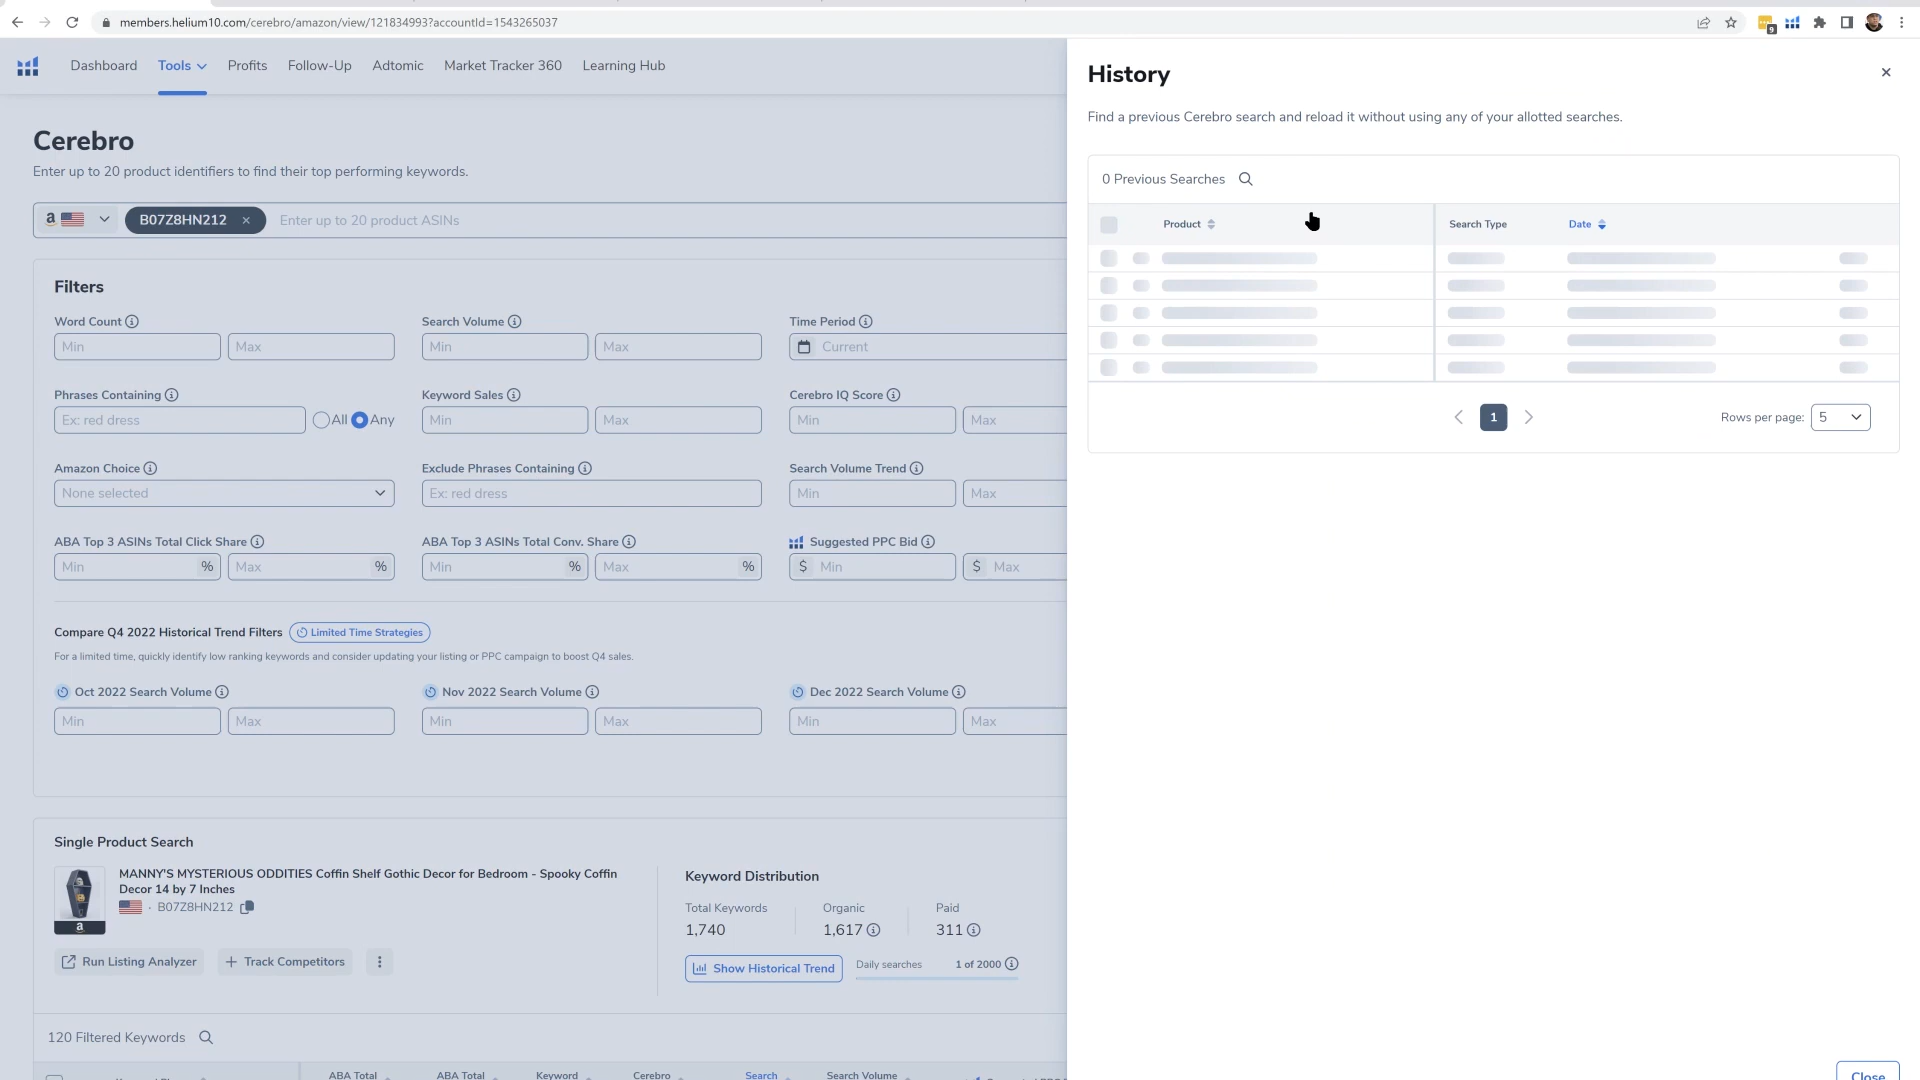 members.helium10.com/cerebro/amazon/view/121834993?accountId=1543265037
9
Dashboard Tools Profits Follow-Up Adtomic Market Tracker 360 Learning Hub
Cerebro
Enter up to 20 product identifiers to find their top performing keywords.
a B07Z8HN212 × Enter up to 20 product ASINs
Filters
Word Count Search Volume Time Period
Min Max Min Max Current
Phrases Containing Keyword Sales Cerebro IQ Score
Ex: red dress All Any Min Max Min Max
Amazon Choice Exclude Phrases Containing Search Volume Trend
None selected Ex: red dress Min Max
ABA Top 3 ASINs Total Click Share ABA Top 3 ASINs Total Conv. Share Suggested PPC Bid
Min % Max % Min % Max % $ Min $ Max
Compare Q4 2022 Historical Trend Filters Limited Time Strategies
For a limited time, quickly identify low ranking keywords and consider updating your listing or PPC campaign to boost Q4 sales.
Oct 2022 Search Volume Nov 2022 Search Volume Dec 2022 Search Volume
Min Max Min Max Min Max
Single Product Search
MANNY'S MYSTERIOUS ODDITIES Coffin Shelf Gothic Decor for Bedroom - Spooky Coffin
Decor 14 by 7 Inches
· B07Z8HN212
a
Run Listing Analyzer + Track Competitors
Keyword Distribution
Total Keywords Organic Paid
1,740 1,617 311
Show Historical Trend Daily searches 1 of 2000
120 Filtered Keywords
ABA Total ABA Total Keyword Cerebro Search Search Volume
History
Find a previous Cerebro search and reload it without using any of your allotted searches.
0 Previous Searches
Product Search Type Date
1 Rows per page: 5
Close